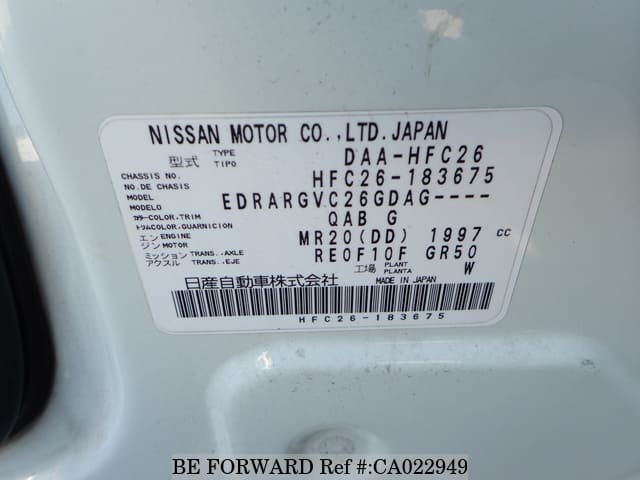 NISSAN MOTOR CO.,LTD.JAPAN
型式 TYPE TIPO DAA-HFC26
CHASSIS NO. NO.DE CHASIS HFC26-183675
MODEL MODELO EDRARGVC26GDAG----
カラー COLOR,TRIM トリム COLOR,GUARNICION QAB G
エンジン ENGINE MOTOR MR20(DD) 1997 CC
ミッション TRANS.,AXLE アクスル TRANS.,EJE RE0F10F GR50
工場 PLANT PLANTA W
日産自動車株式会社 MADE IN JAPAN
HFC26-183675
BE FORWARD Ref #:CA022949